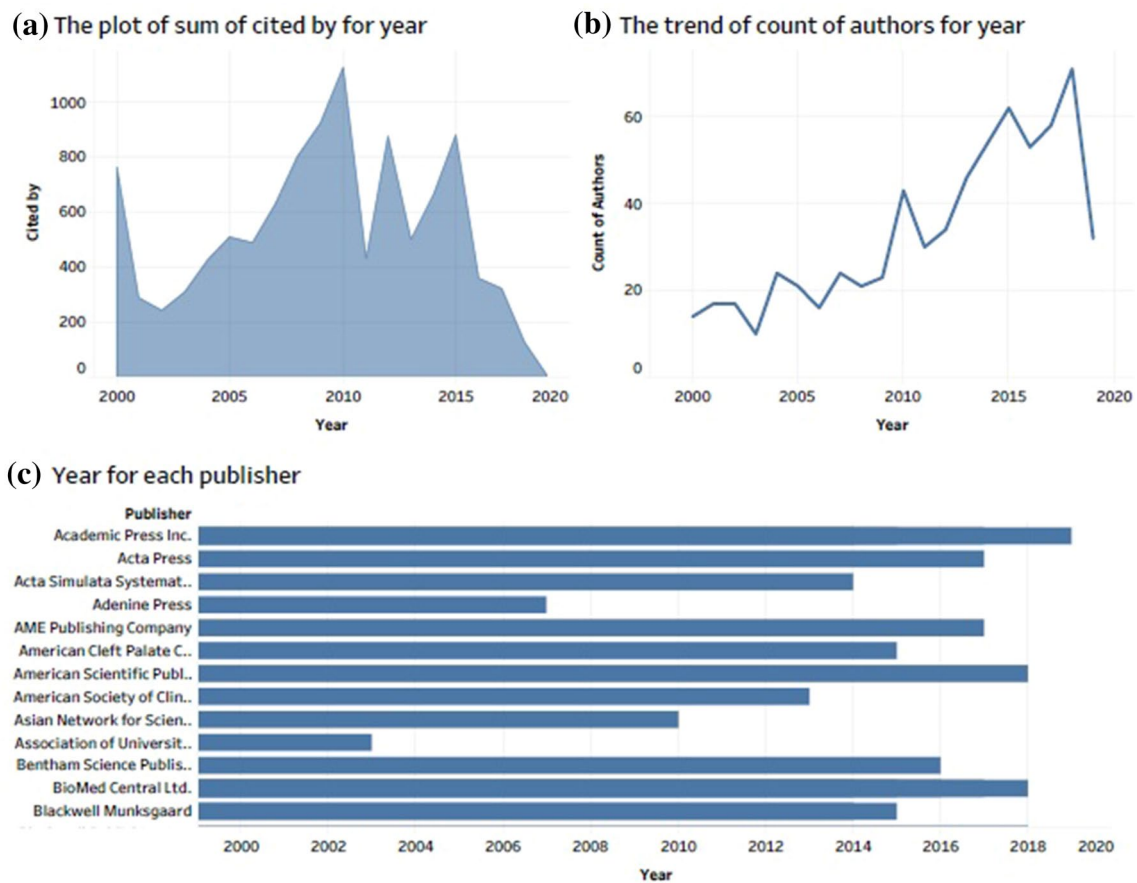 (a) The plot of sum of cited by for year
1000
800
600
400
200
0
Cited by
2000 2005 2010 2015 2020
Year
(b) The trend of count of authors for year
60
40
20
0
Count of Authors
2000 2005 2010 2015 2020
Year
(c) Year for each publisher
Publisher
Academic Press Inc.
Acta Press
Acta Simulata Systemat..
Adenine Press
AME Publishing Company
American Cleft Palate C..
American Scientific Publ..
American Society of Clin..
Asian Network for Scien..
Association of Universit..
Bentham Science Publis..
BioMed Central Ltd.
Blackwell Munksgaard
2000 2002 2004 2006 2008 2010 2012 2014 2016 2018 2020
Year